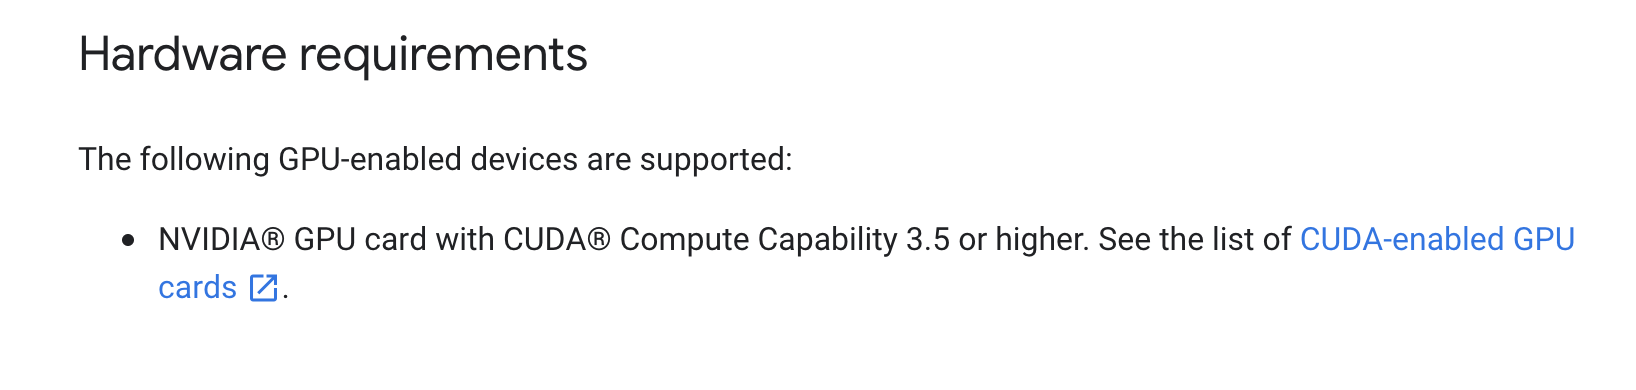 Hardware requirements
The following GPU-enabled devices are supported:
• NVIDIA® GPU card with CUDA® Compute Capability 3.5 or higher. See the list of CUDA-enabled GPU
cards .